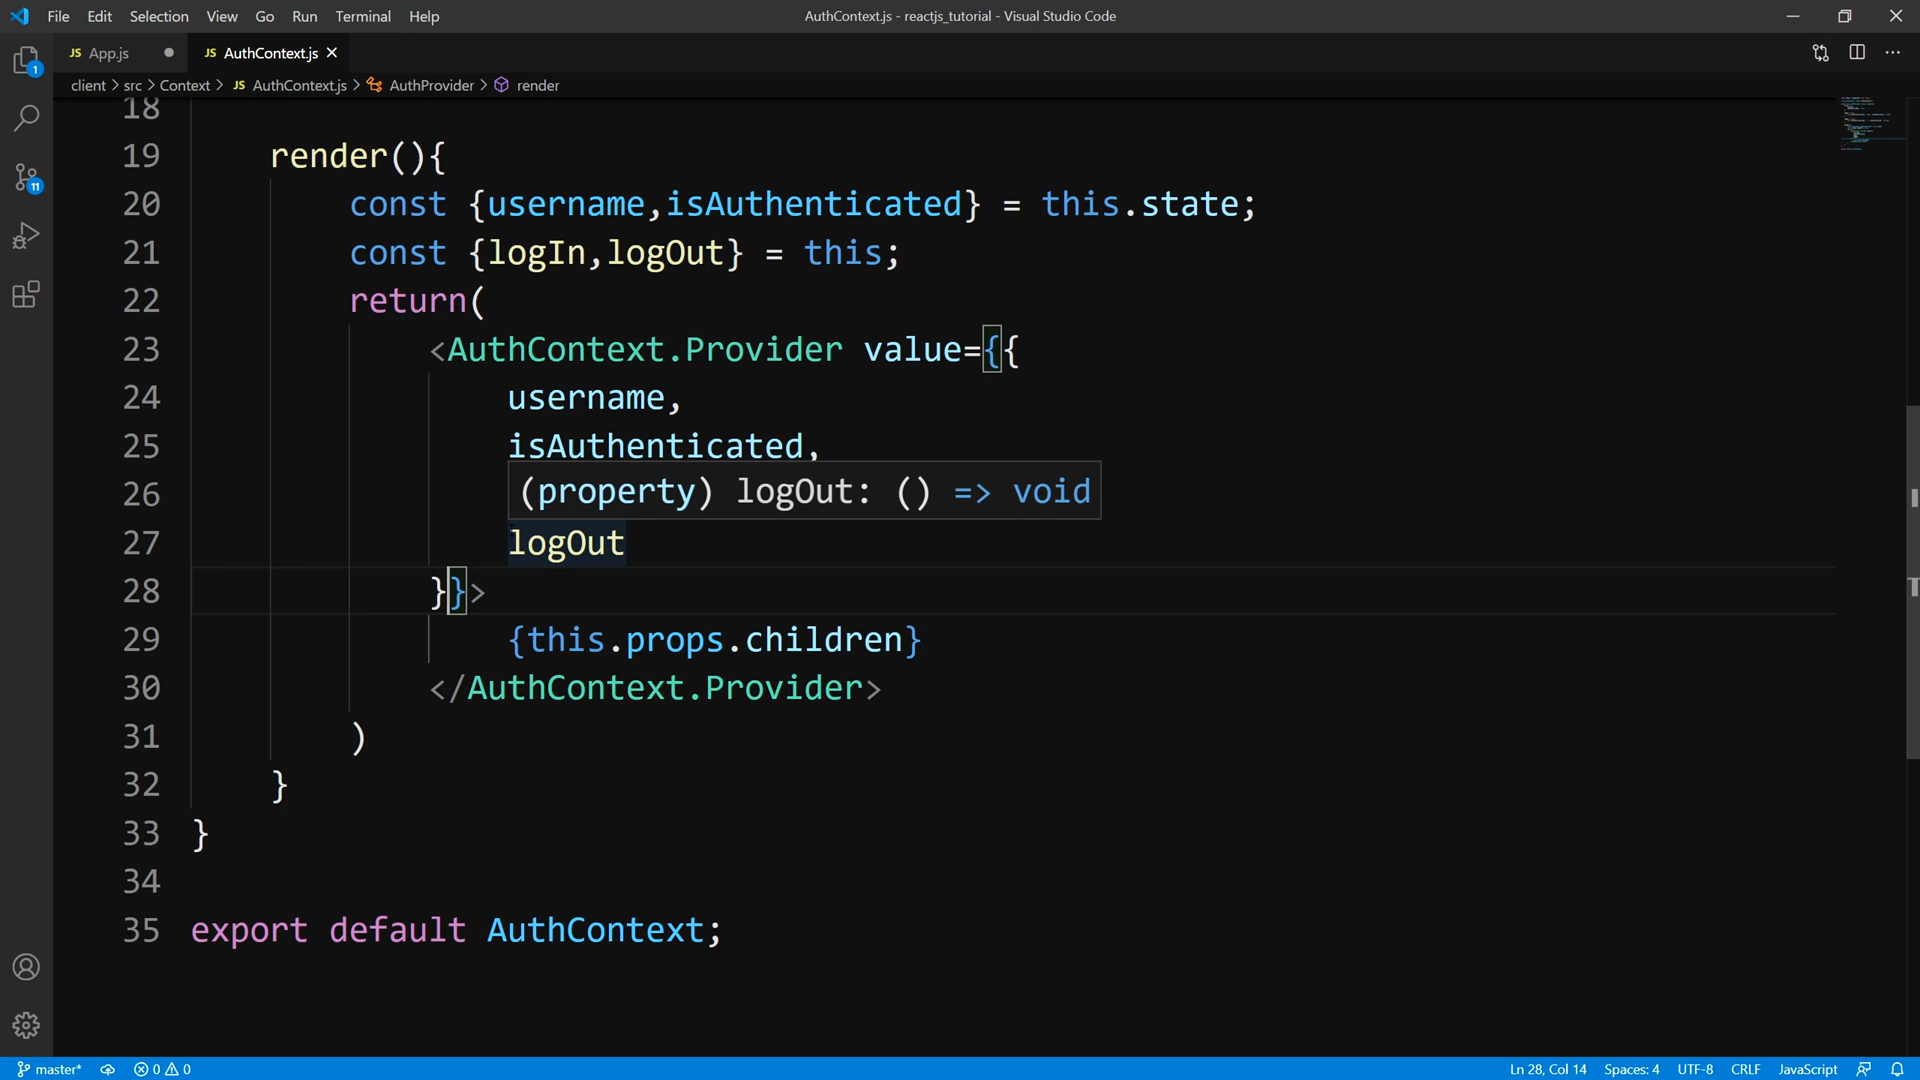 File Edit Selection View Go Run Terminal Help
AuthContext.js - reactjs_tutorial - Visual Studio Code
JS App.js
JS AuthContext.js
client > src > Context > JS AuthContext.js > AuthProvider > render
1
11
18
19 render(){
20 const {username,isAuthenticated} = this.state;
21 const {logIn,logOut} = this;
22 return(
23 <AuthContext.Provider value={{
24 username,
25 isAuthenticated,
26 (property) logOut: () => void
27 logOut
28 }}>
29 {this.props.children}
30 </AuthContext.Provider>
31 )
32 }
33 }
34
35 export default AuthContext;
master* 0 0
Ln 28, Col 14 Spaces: 4 UTF-8 CRLF JavaScript